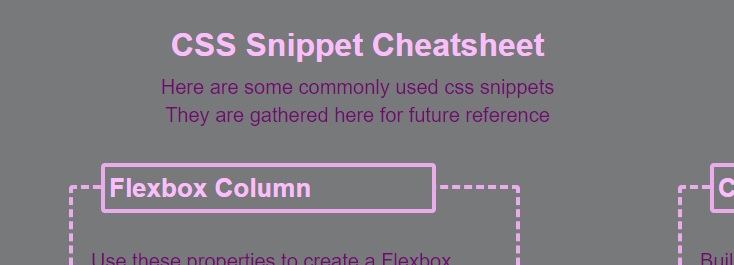 CSS Snippet Cheatsheet
Here are some commonly used css snippets
They are gathered here for future reference
Flexbox Column
C
Use these properties to create a Flexbox
Buil